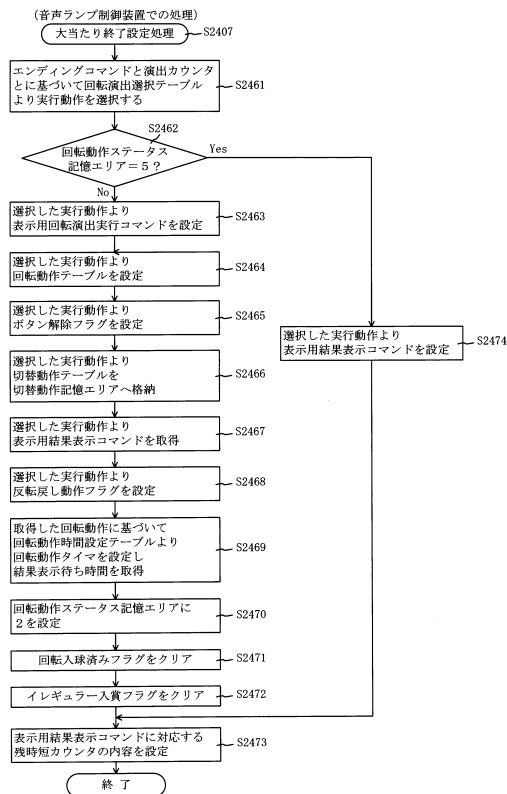 (音声ランプ制御装置での処理)
大当たり終了設定処理
S2407
エンディングコマンドと演出カウンタ
とに基づいて回転演出選択テーブル
より実行動作を選択する
S2461
S2462
回転動作ステータス
記憶エリア=5?
Yes
No
選択した実行動作より
表示用回転演出実行コマンドを設定
S2463
選択した実行動作より
回転動作テーブルを設定
S2464
選択した実行動作より
ボタン解除フラグを設定
S2465
選択した実行動作より
表示用結果表示コマンドを設定
S2474
選択した実行動作より
切替動作テーブルを
切替動作記憶エリアへ格納
S2466
選択した実行動作より
表示用結果表示コマンドを取得
S2467
選択した実行動作より
反転戻し動作フラグを設定
S2468
取得した回転動作に基づいて
回転動作時間設定テーブルより
回転動作タイマを設定し
結果表示待ち時間を取得
S2469
回転動作ステータス記憶エリアに
2を設定
S2470
回転入球済みフラグをクリア
S2471
イレギュラー入賞フラグをクリア
S2472
表示用結果表示コマンドに対応する
残時短カウンタの内容を設定
S2473
終了